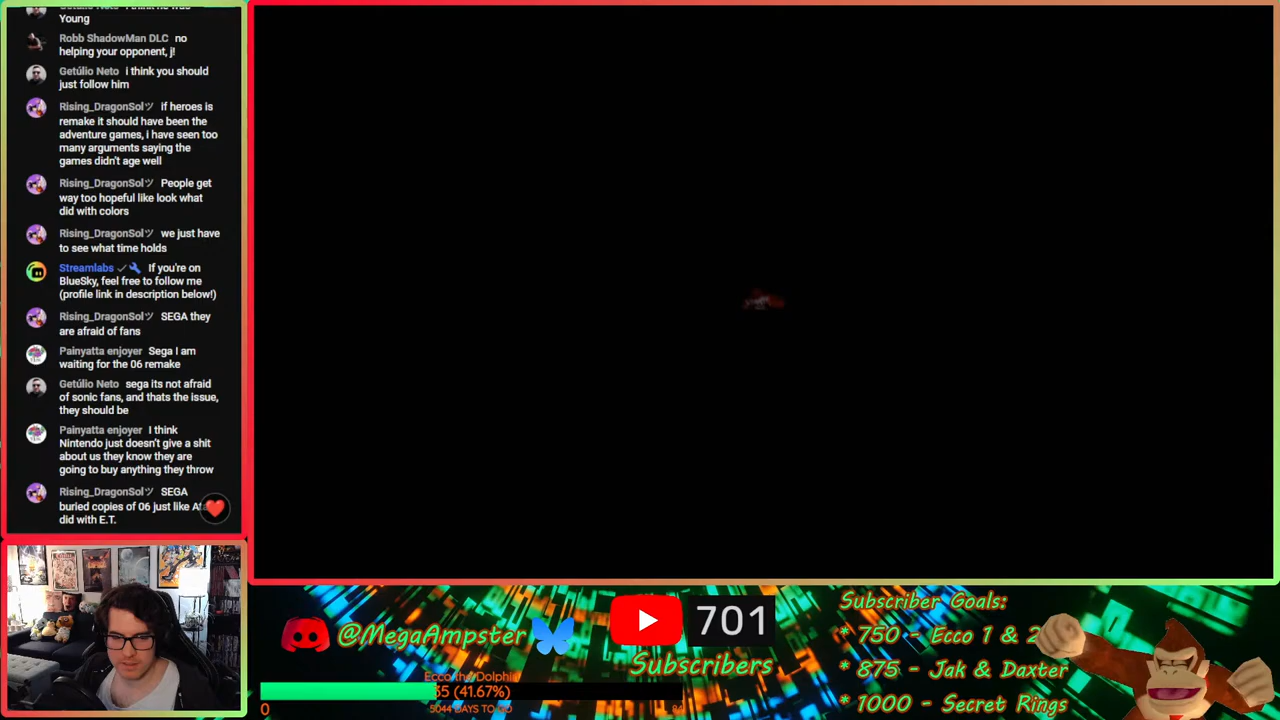 Young
Robb ShadowMan DLC no
helping your opponent, j!
Getúlio Neto i think you should
just follow him
Rising_DragonSolツ if heroes is
remake it should have been the
adventure games, i have seen too
many arguments saying the
games didn't age well
Rising_DragonSolツ People get
way too hopeful like look what
did with colors
Rising_DragonSolツ we just have
to see what time holds
Streamlabs If you're on
BlueSky, feel free to follow me
(profile link in description below!)
Rising_DragonSolツ SEGA they
are afraid of fans
Painyatta enjoyer Sega I am
waiting for the 06 remake
Getúlio Neto sega its not afraid
of sonic fans, and thats the issue,
they should be
Painyatta enjoyer I think
Nintendo just doesn't give a shit
about us they know they are
going to buy anything they throw
Rising_DragonSolツ SEGA
buried copies of 06 just like
did with E.T.
@MegaAmpster
701
Subscribers
Ecco the Dolphi
35 (41.67%)
0
5044 DAYS TO GO
84
Subscriber Goals:
* 750 - Ecco 1 & 2
* 875 - Jak & Daxter
* 1000 - Secret Rings